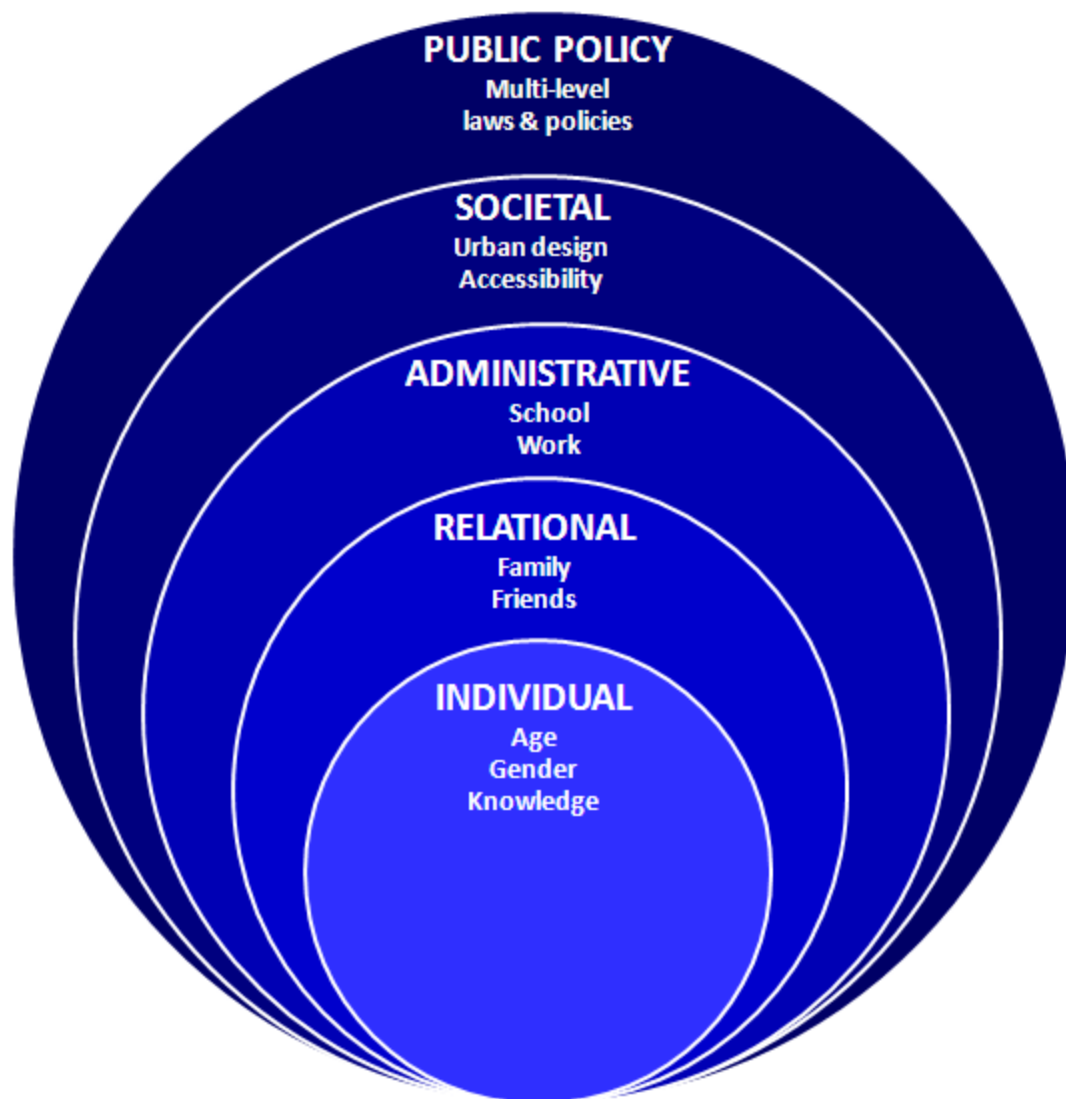 PUBLIC POLICY
Multi-level
laws & policies
SOCIETAL
Urban design
Accessibility
ADMINISTRATIVE
School
Work
RELATIONAL
Family
Friends
INDIVIDUAL
Age
Gender
Knowledge